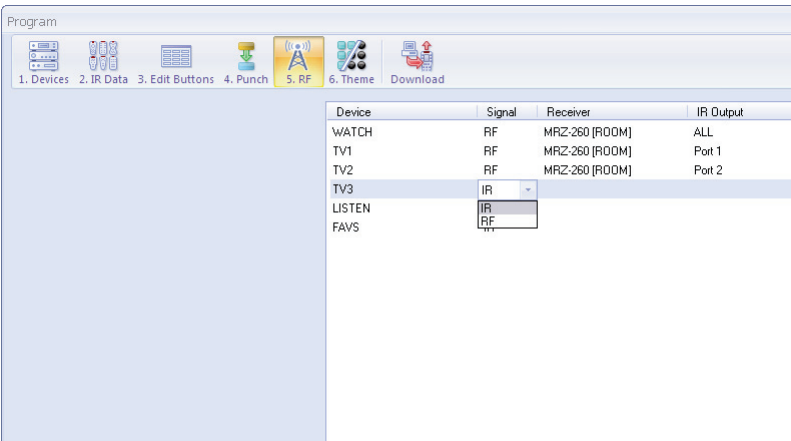 Program
1. Devices 2. IR Data 3. Edit Buttons 4. Punch 5. RF 6. Theme Download
Device Signal Receiver IR Output
WATCH RF MRZ-260 [ROOM] ALL
TV1 RF MRZ-260 [ROOM] Port 1
TV2 RF MRZ-260 [ROOM] Port 2
TV3 IR
LISTEN IR
FAVS RF